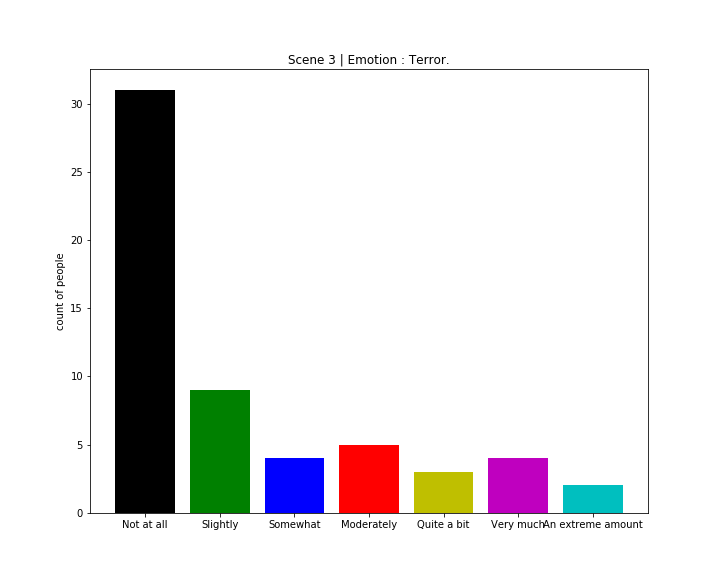 Scene 3 | Emotion : Terror.
count of people
30
25
20
15
10
5
0
Not at all
Slightly
Somewhat
Moderately
Quite a bit
Very much
An extreme amount